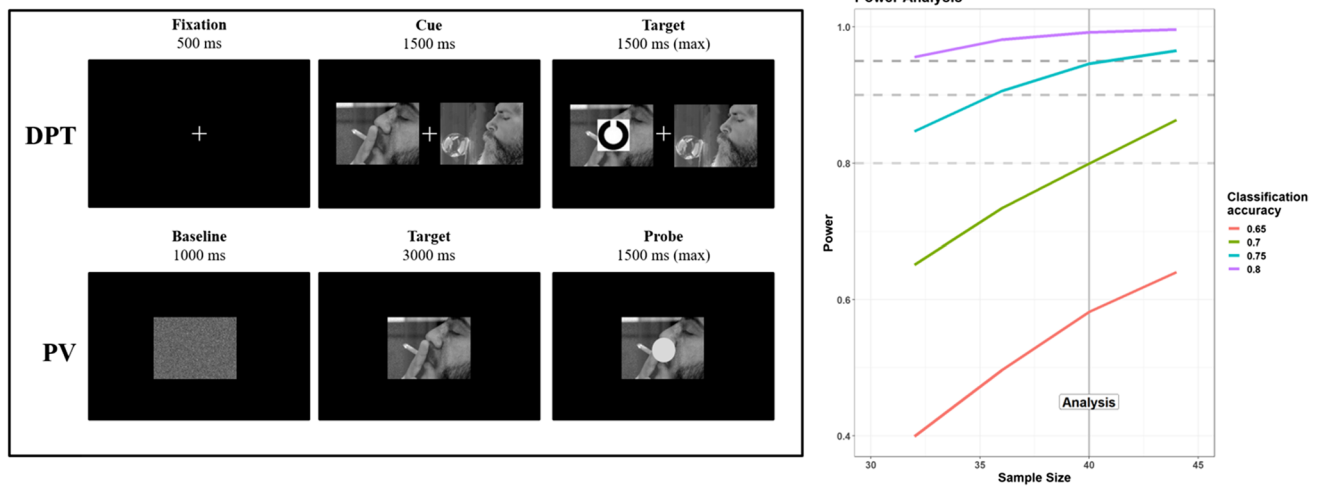 Fixation
500 ms
Cue
1500 ms
Target
1500 ms (max)
DPT
Baseline
1000 ms
Target
3000 ms
Probe
1500 ms (max)
PV
Power Analysis
1.0
0.8
0.6
0.4
Power
Analysis
30
35
40
45
Sample Size
Classification
accuracy
0.65
0.7
0.75
0.8